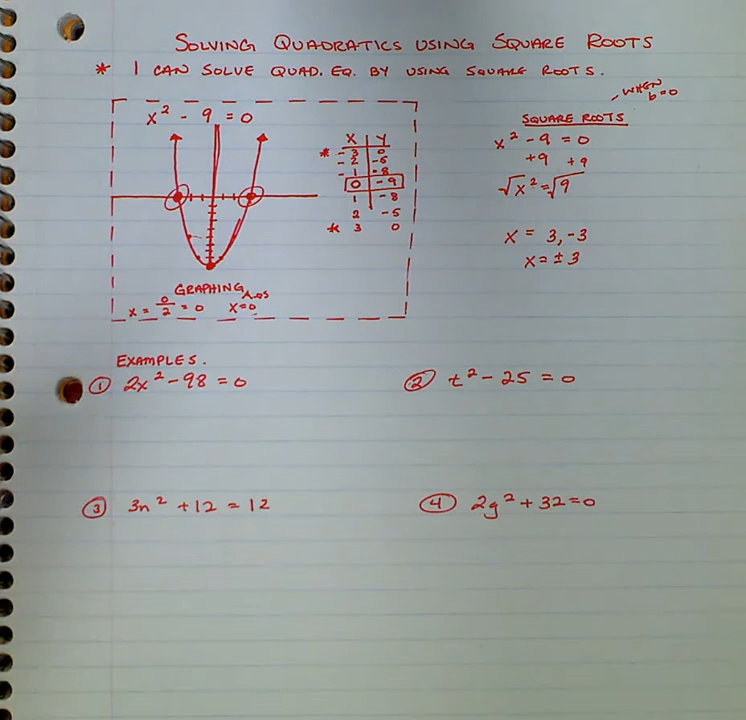 SOLVING QUADRATICS USING SQUARE ROOTS
* I CAN SOLVE QUAD. EQ. BY USING SQUARE ROOTS.
x² - 9 = 0
X Y
* -3 0
-2 -5
-1 -8
0 -9
1 -8
2 -5
* 3 0
GRAPHING
x = 0/2 = 0 AOS x=0
- WHEN b=0
SQUARE ROOTS
x² - 9 = 0
+9 +9
√x² = √9
x = 3, -3
x = ± 3
EXAMPLES.
① 2x² - 98 = 0
② t² - 25 = 0
③ 3n² + 12 = 12
④ 2g² + 32 = 0